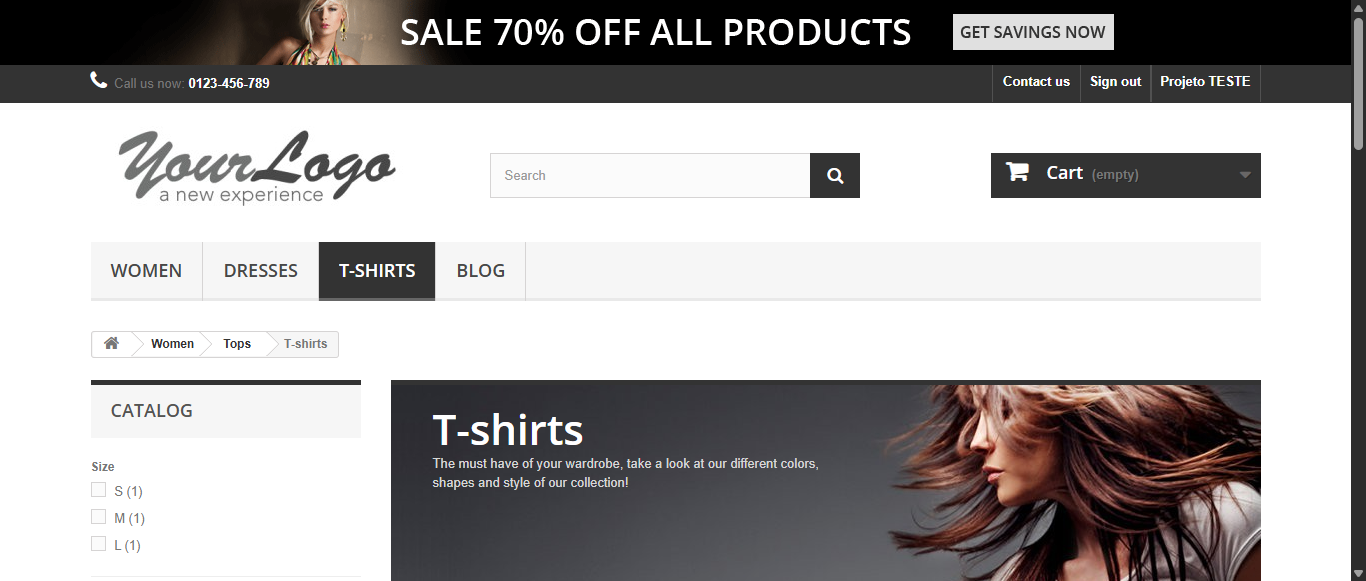 SALE 70% OFF ALL PRODUCTS GET SAVINGS NOW
Call us now: 0123-456-789 Contact us Sign out Projeto TESTE
YourLogo
a new experience
Search
Cart (empty)
WOMEN DRESSES T-SHIRTS BLOG
Women Tops T-shirts
CATALOG
Size
S (1)
M (1)
L (1)
T-shirts
The must have of your wardrobe, take a look at our different colors,
shapes and style of our collection!